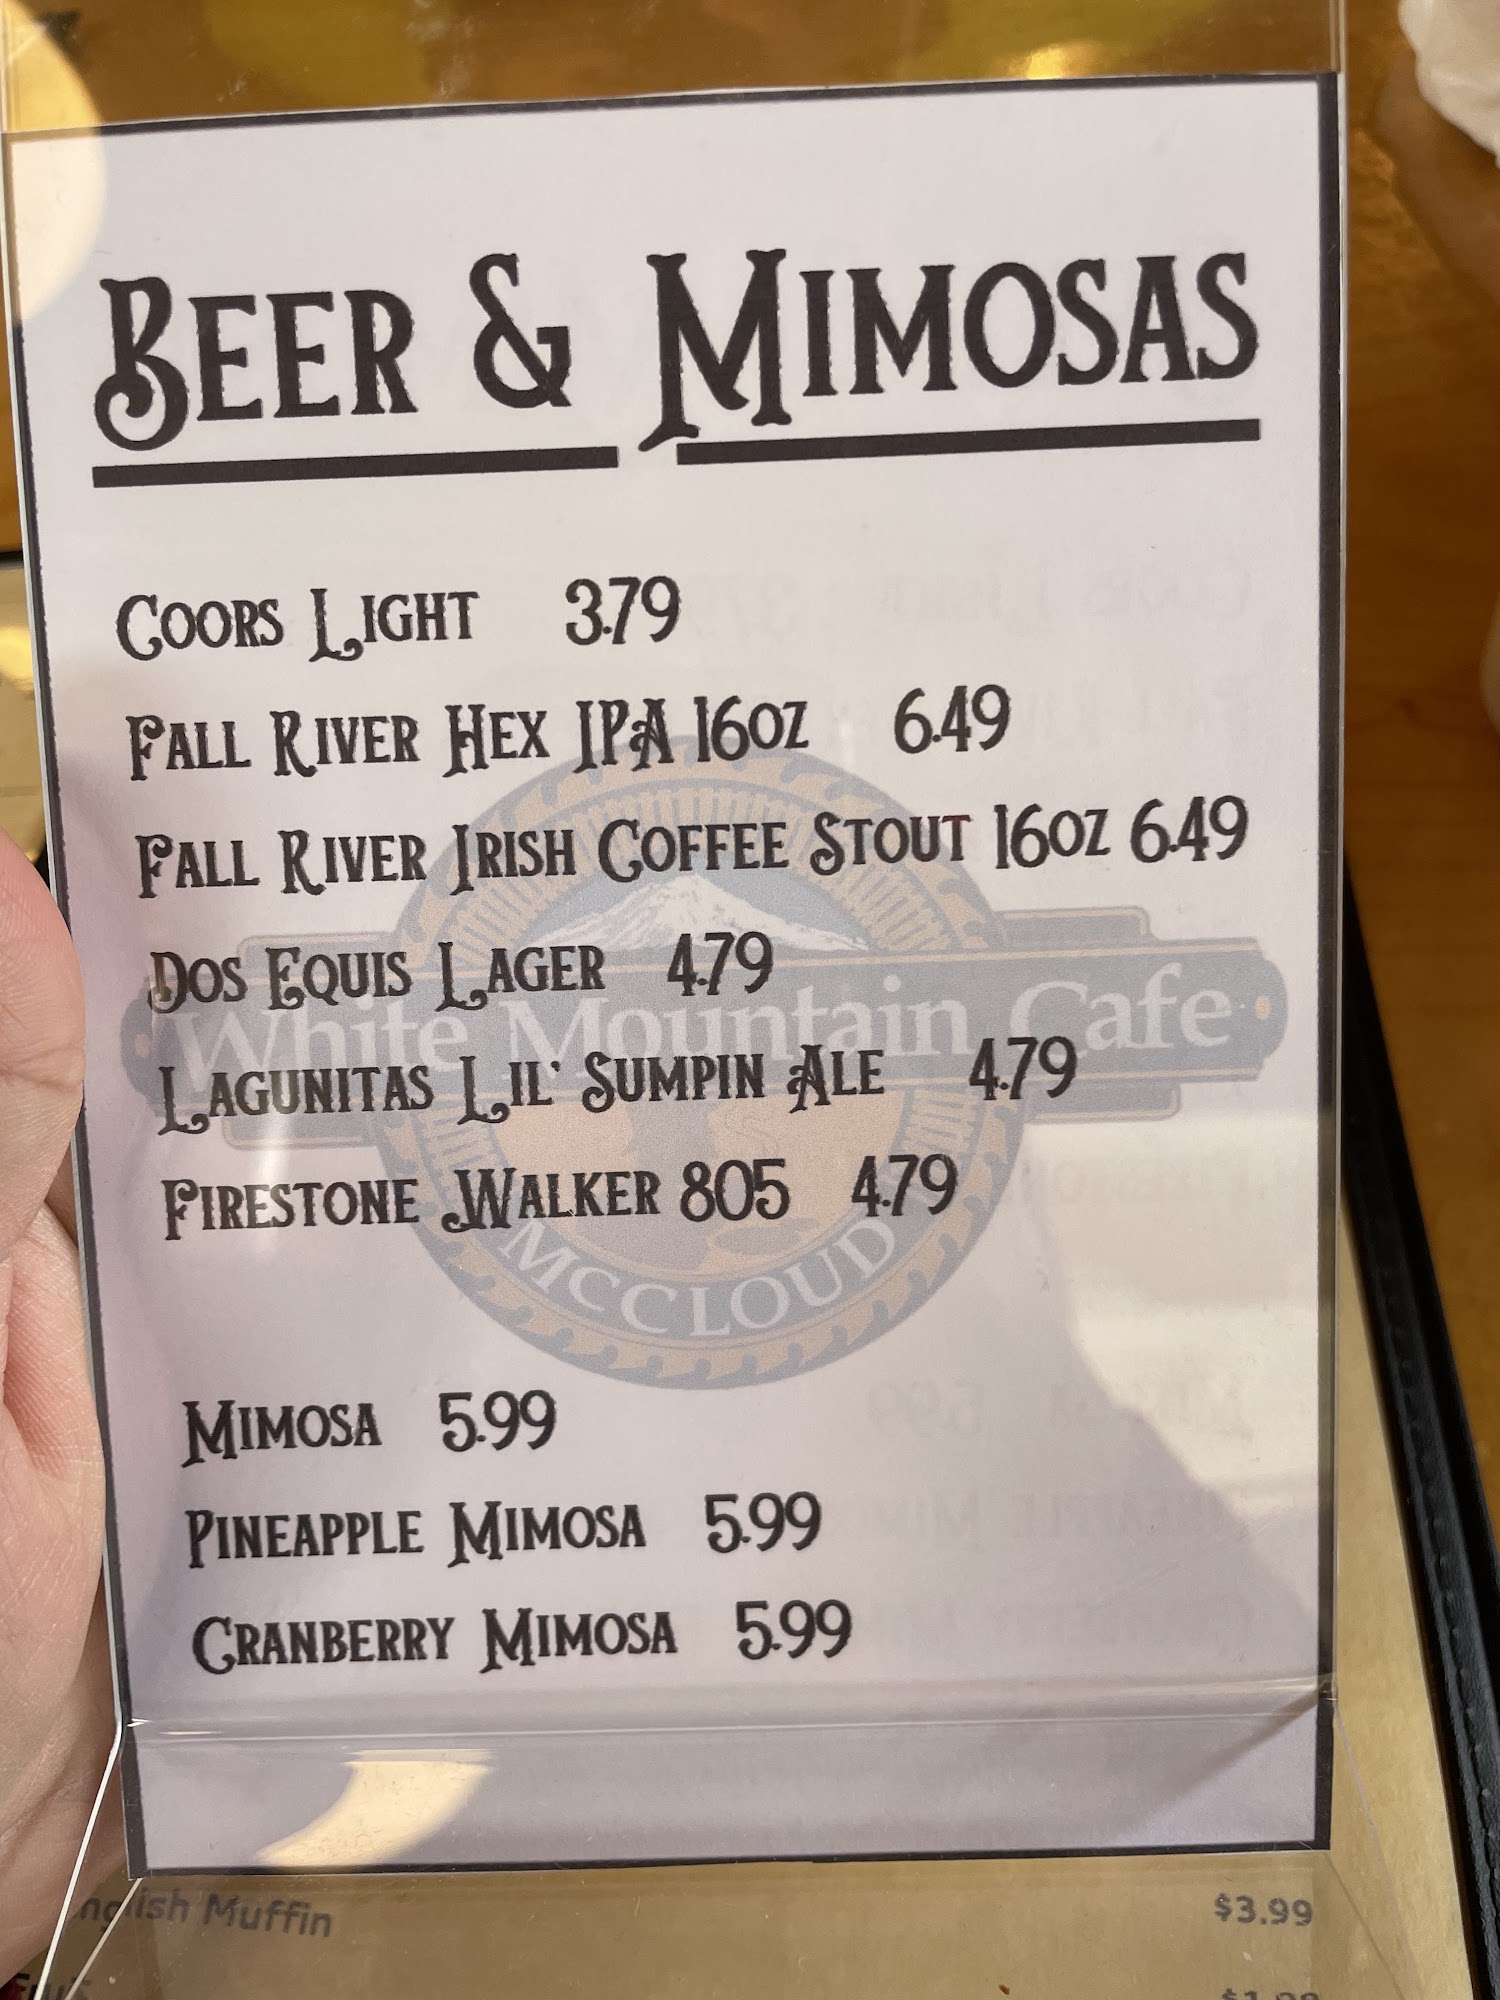 Beer & Mimosas
Coors Light 3.79
Fall River Hex IPA 16oz 6.49
Fall River Irish Coffee Stout 16oz 6.49
Dos Equis Lager 4.79
White Mountain Cafe
Lagunitas Lil' Sumpin Ale 4.79
Firestone Walker 805 4.79
McCloud
Mimosa 5.99
Pineapple Mimosa 5.99
Cranberry Mimosa 5.99
nglish Muffin $3.99